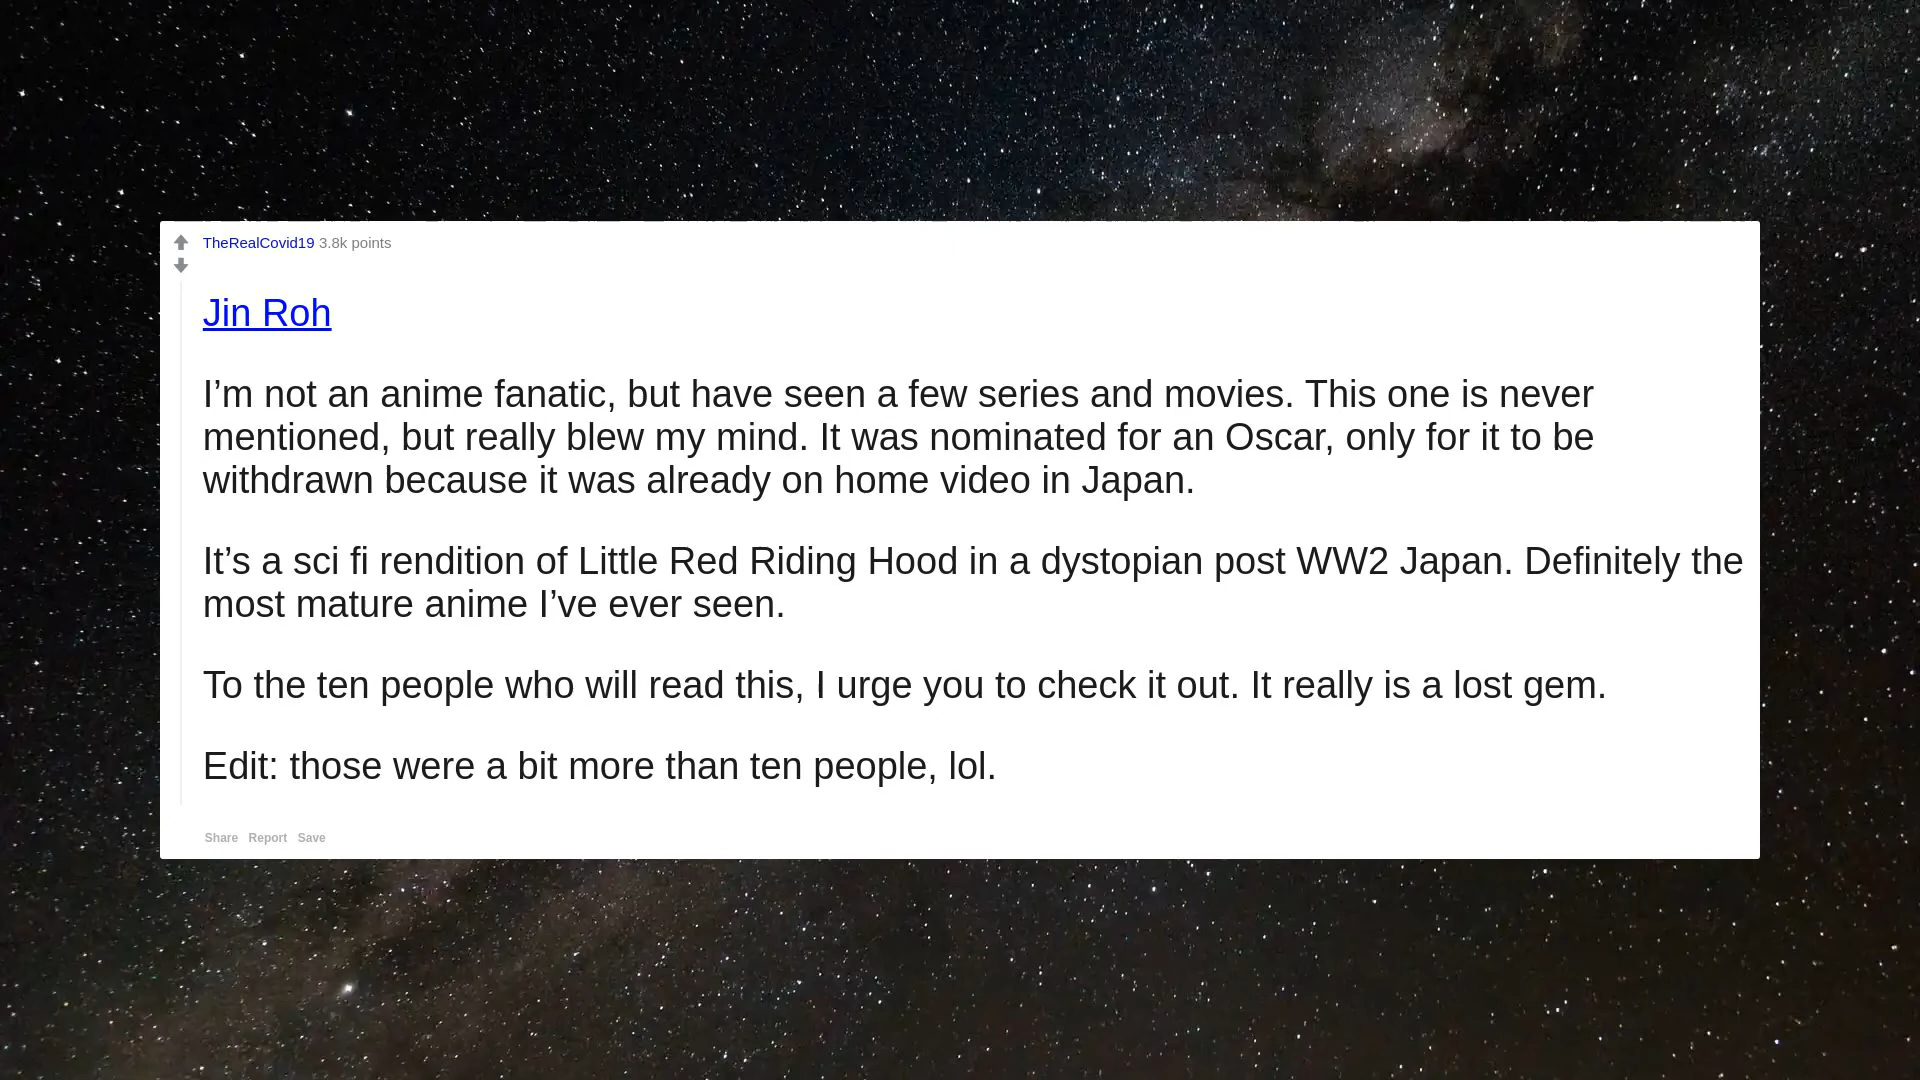 TheRealCovid19 3.8k points
Jin Roh
I’m not an anime fanatic, but have seen a few series and movies. This one is never
mentioned, but really blew my mind. It was nominated for an Oscar, only for it to be
withdrawn because it was already on home video in Japan.
It’s a sci fi rendition of Little Red Riding Hood in a dystopian post WW2 Japan. Definitely the
most mature anime I’ve ever seen.
To the ten people who will read this, I urge you to check it out. It really is a lost gem.
Edit: those were a bit more than ten people, lol.
Share Report Save